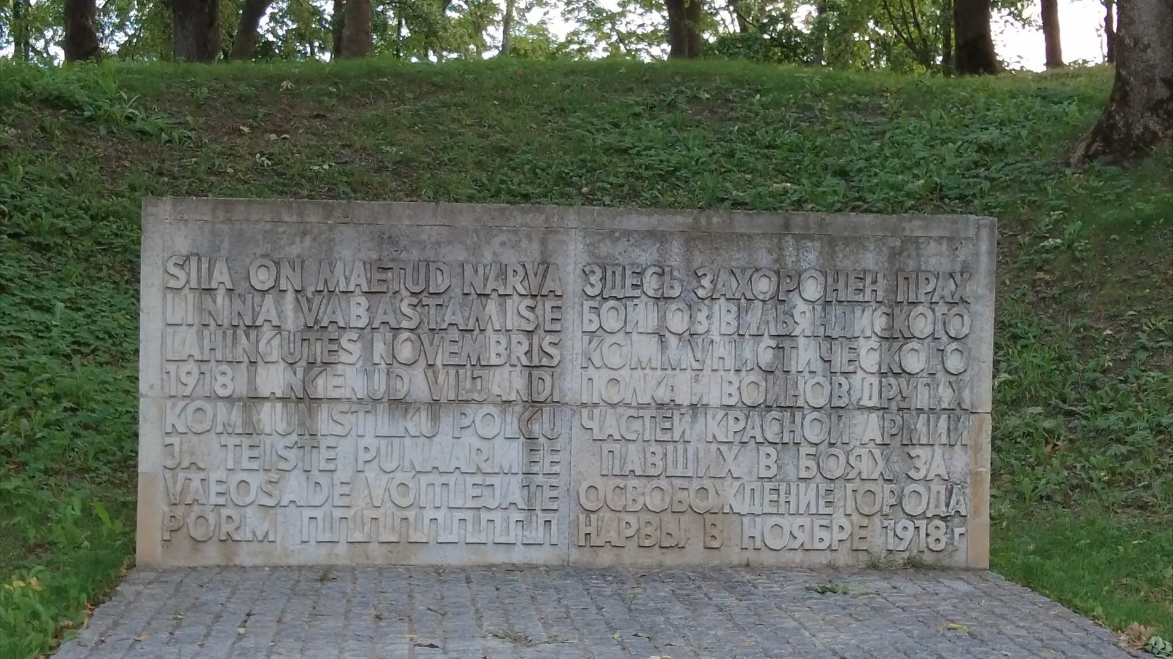 SIIA ON MAETUD NARVA
LINNA VABASTAMISE
LAHINGUTES NOVEMBRIS
1918 LANGENUD VILJANDI
KOMMUNISTLIKU POLGU
JA TEISTE PUNAARMEE
VAEOSADE VOITLEJATE
PORM
ЗДЕСЬ ЗАХОРОНЕН ПРАХ
БОЙЦОВ ВИЛЬЯНДИСКОГО
КОММУНИСТИЧЕСКОГО
ПОЛКА И ВОИНОВ ДРУГИХ
ЧАСТЕЙ КРАСНОЙ АРМИИ
ПАВШИХ В БОЯХ ЗА
ОСВОБОЖДЕНИЕ ГОРОДА
НАРВЫ В НОЯБРЕ 1918 г